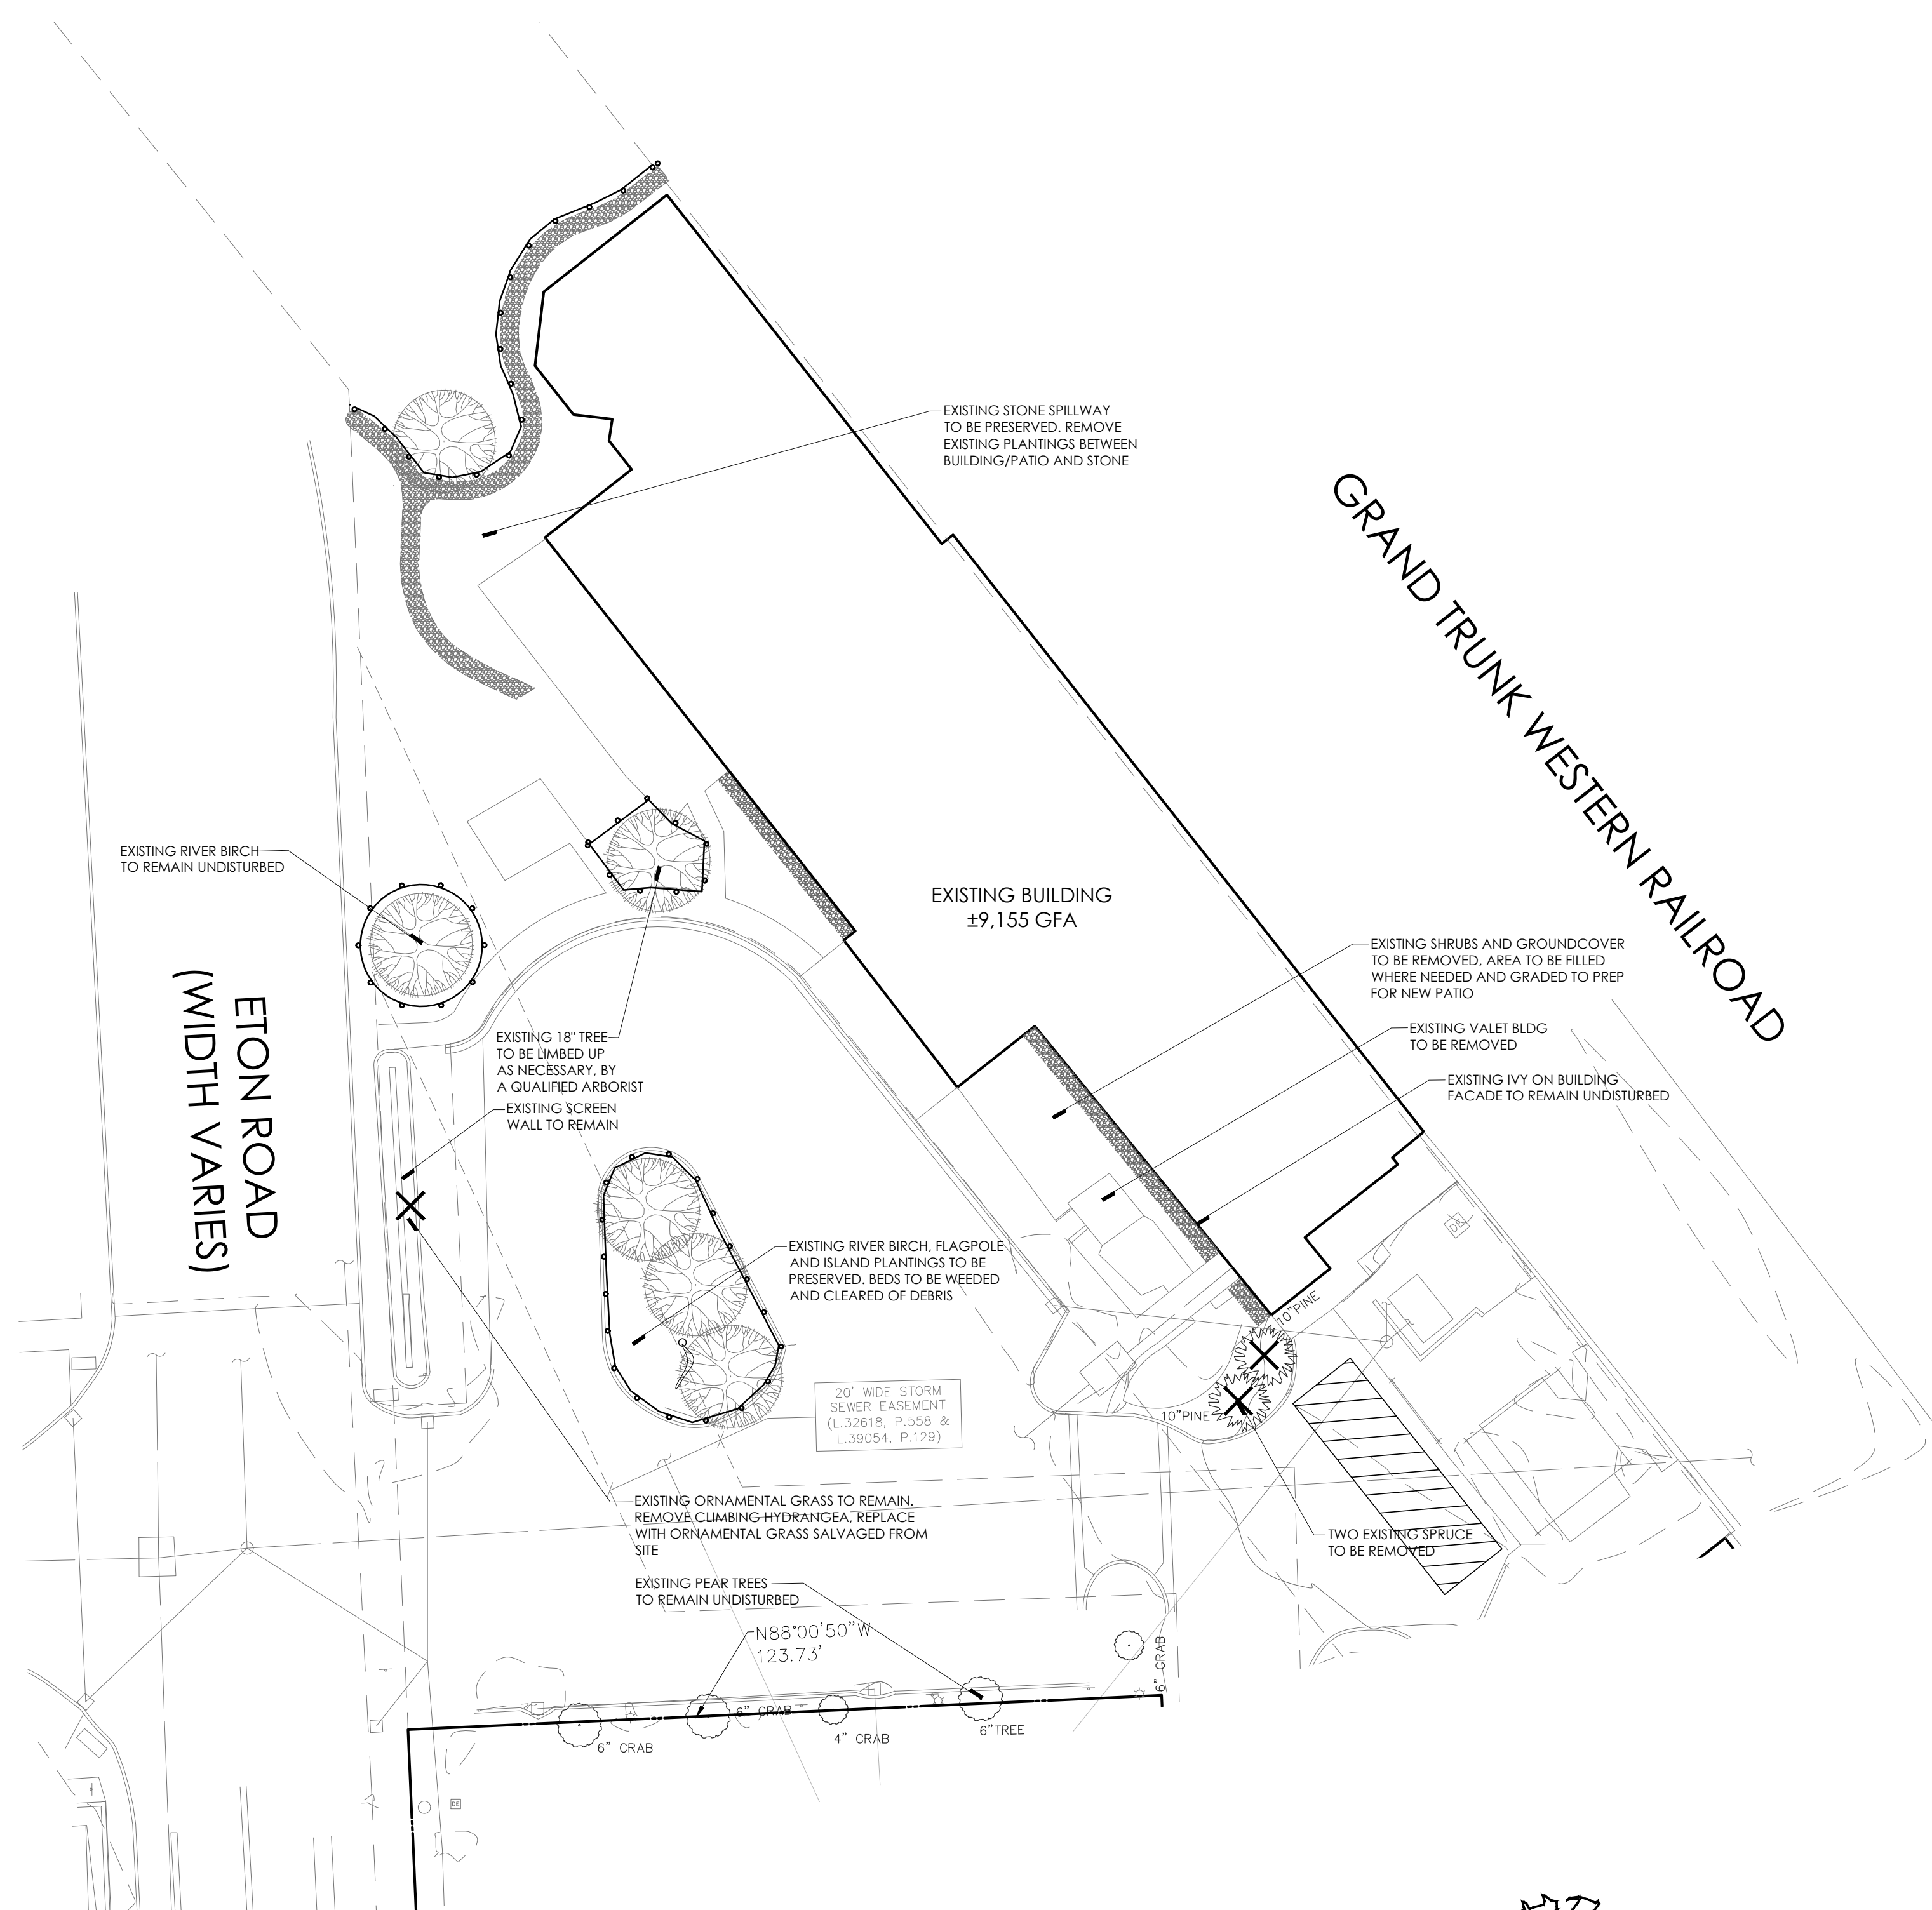 EXISTING STONE SPILLWAY
TO BE PRESERVED. REMOVE
EXISTING PLANTINGS BETWEEN
BUILDING/PATIO AND STONE
GRAND TRUNK WESTERN RAILROAD
EXISTING RIVER BIRCH
TO REMAIN UNDISTURBED
EXISTING BUILDING
±9,155 GFA
EXISTING SHRUBS AND GROUNDCOVER
TO BE REMOVED, AREA TO BE FILLED
WHERE NEEDED AND GRADED TO PREP
FOR NEW PATIO
ETON ROAD
(WIDTH VARIES)
EXISTING VALET BLDG
TO BE REMOVED
EXISTING 18" TREE
TO BE LIMBED UP
AS NECESSARY, BY
A QUALIFIED ARBORIST
EXISTING IVY ON BUILDING
FACADE TO REMAIN UNDISTURBED
EXISTING SCREEN
WALL TO REMAIN
EXISTING RIVER BIRCH, FLAGPOLE
AND ISLAND PLANTINGS TO BE
PRESERVED. BEDS TO BE WEEDED
AND CLEARED OF DEBRIS
10"PINE
10"PINE
20' WIDE STORM
SEWER EASEMENT
(L.32618, P.558 &
L.39054, P.129)
EXISTING ORNAMENTAL GRASS TO REMAIN.
REMOVE CLIMBING HYDRANGEA, REPLACE
WITH ORNAMENTAL GRASS SALVAGED FROM
SITE
TWO EXISTING SPRUCE
TO BE REMOVED
EXISTING PEAR TREES
TO REMAIN UNDISTURBED
N88°00'50"W
123.73'
6" CRAB
6" CRAB
6" CRAB
4" CRAB
6"TREE
DE